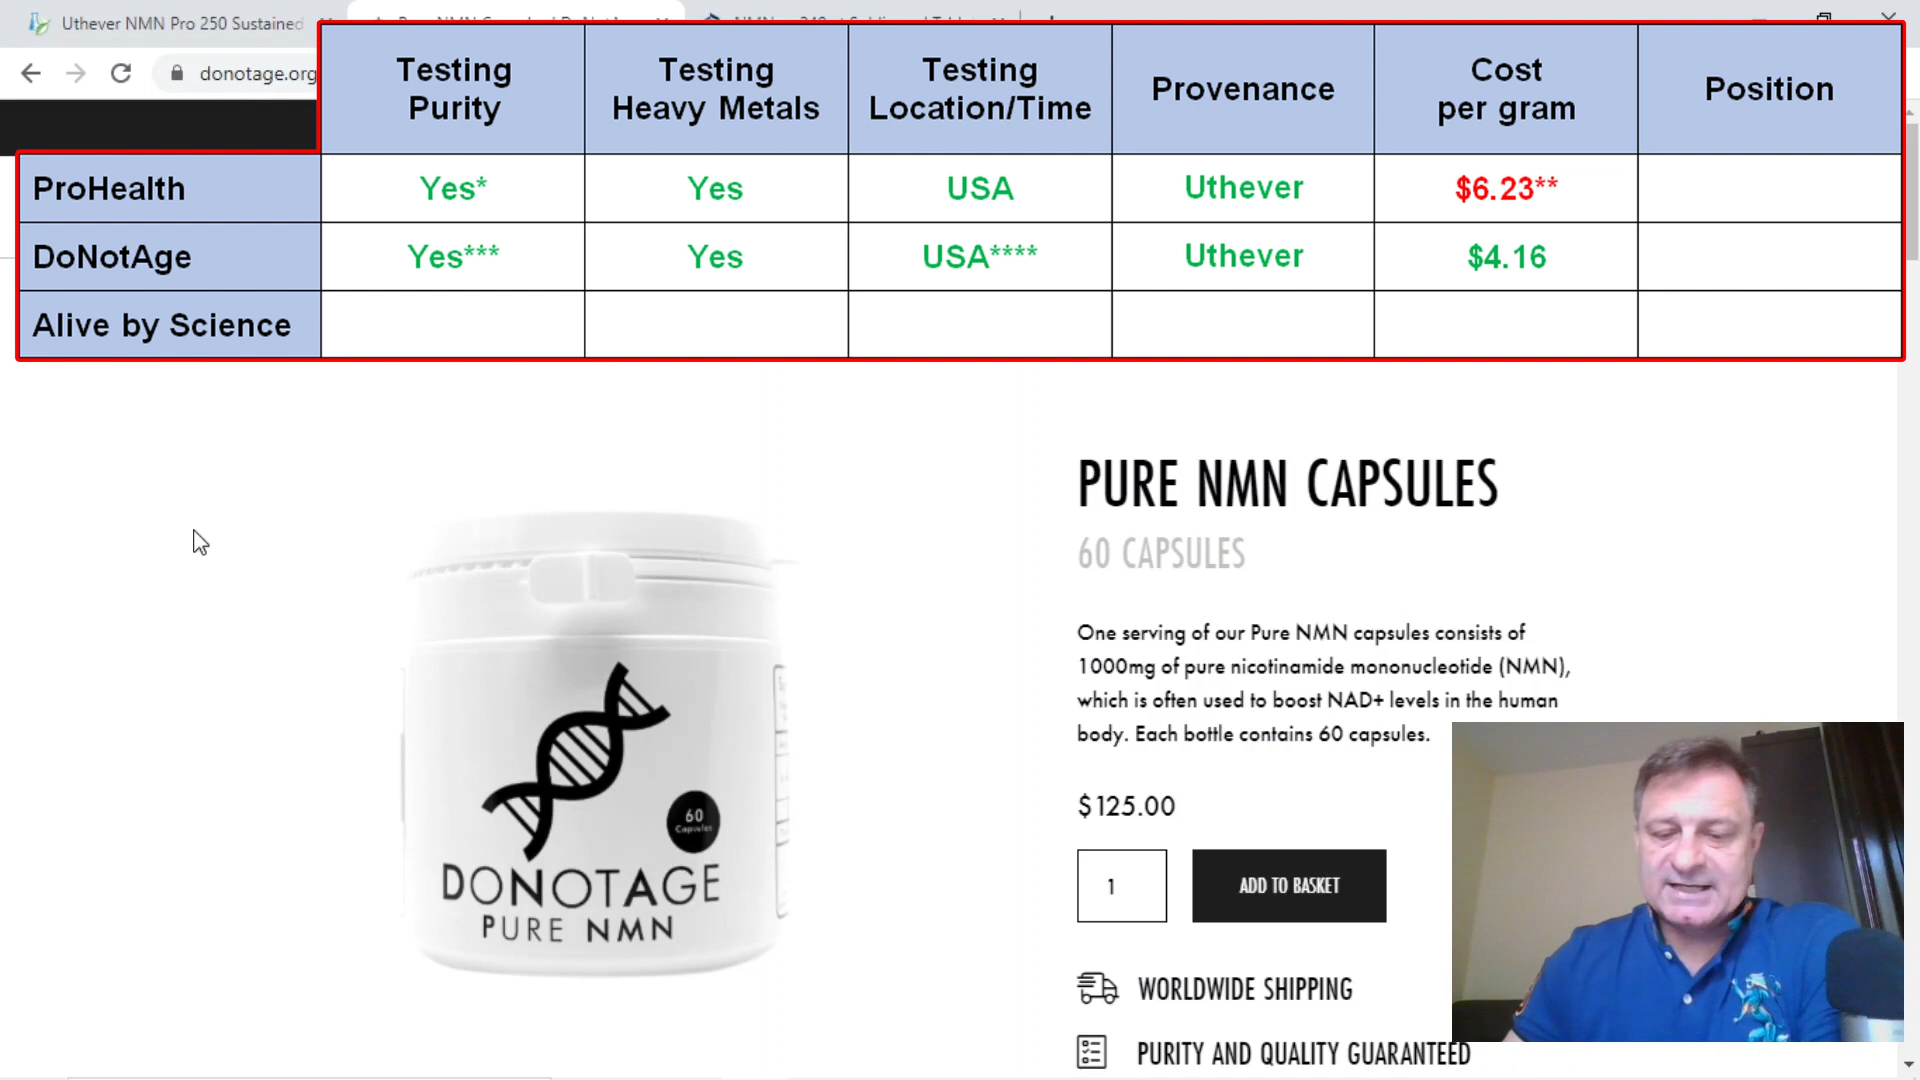 Uthever NMN Pro 250 Sustained
donotage.org
Testing
Purity
Testing
Heavy Metals
Testing
Location/Time
Provenance
Cost
per gram
Position
ProHealth
Yes*
Yes
USA
Uthever
$6.23**
DoNotAge
Yes***
Yes
USA****
Uthever
$4.16
Alive by Science
PURE NMN CAPSULES
60 CAPSULES
One serving of our Pure NMN capsules consists of
1000mg of pure nicotinamide mononucleotide (NMN),
which is often used to boost NAD+ levels in the human
body. Each bottle contains 60 capsules.
$125.00
1
ADD TO BASKET
WORLDWIDE SHIPPING
PURITY AND QUALITY GUARANTEED
60
Capsules
DONOTAGE
PURE NMN